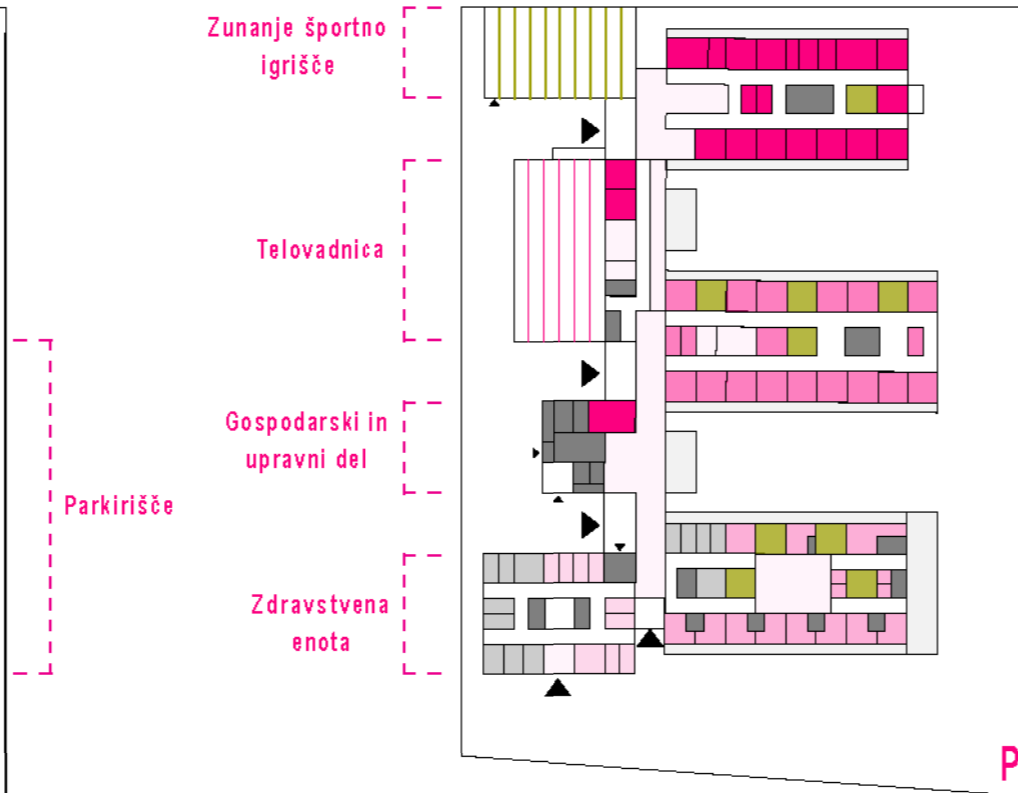 Zunanje športno
igrišče
Telovadnica
Gospodarski in
upravni del
Parkirišče
Zdravstvena
enota
P